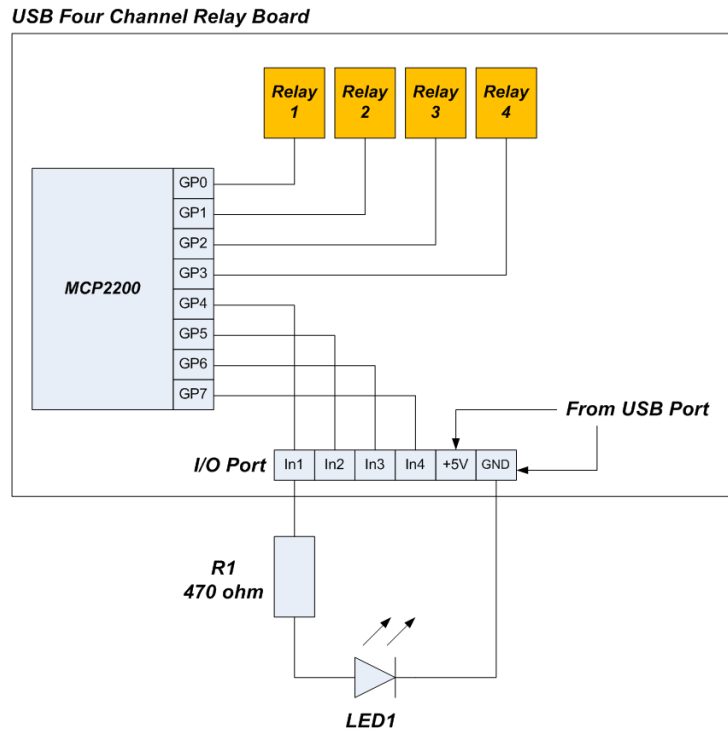 USB Four Channel Relay Board
Relay
1
Relay
2
Relay
3
Relay
4
MCP2200
GP0
GP1
GP2
GP3
GP4
GP5
GP6
GP7
From USB Port
I/O Port
In1
In2
In3
In4
+5V
GND
R1
470 ohm
LED1